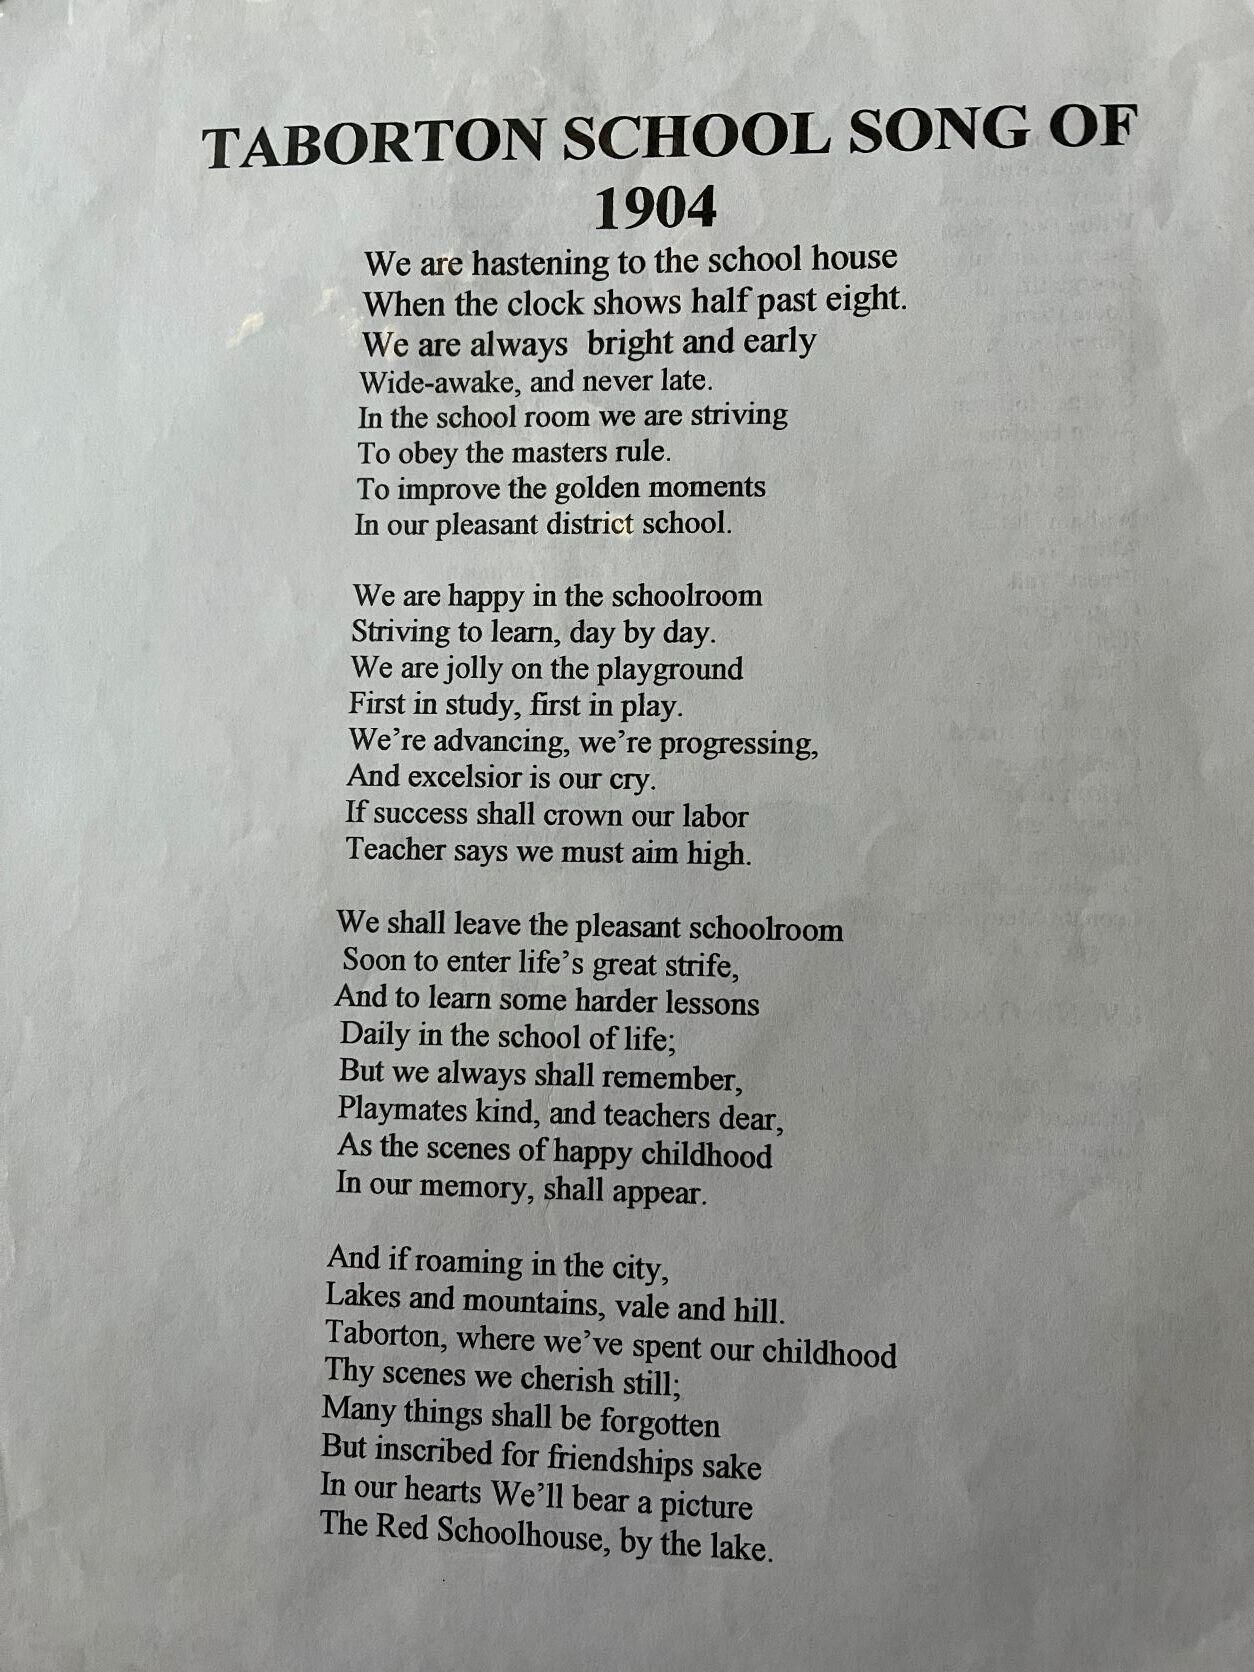 TABORTON SCHOOL SONG OF
1904
We are hastening to the school house
When the clock shows half past eight.
We are always  bright and early
Wide-awake, and never late.
In the school room we are striving
To obey the masters rule.
To improve the golden moments
In our pleasant district school.

We are happy in the schoolroom
Striving to learn, day by day.
We are jolly on the playground
First in study, first in play.
We’re advancing, we’re progressing,
And excelsior is our cry.
If success shall crown our labor
Teacher says we must aim high.

We shall leave the pleasant schoolroom
Soon to enter life’s great strife,
And to learn some harder lessons
Daily in the school of life;
But we always shall remember,
Playmates kind, and teachers dear,
As the scenes of happy childhood
In our memory, shall appear.

And if roaming in the city,
Lakes and mountains, vale and hill.
Taborton, where we’ve spent our childhood
Thy scenes we cherish still;
Many things shall be forgotten
But inscribed for friendships sake
In our hearts We’ll bear a picture
The Red Schoolhouse, by the lake.